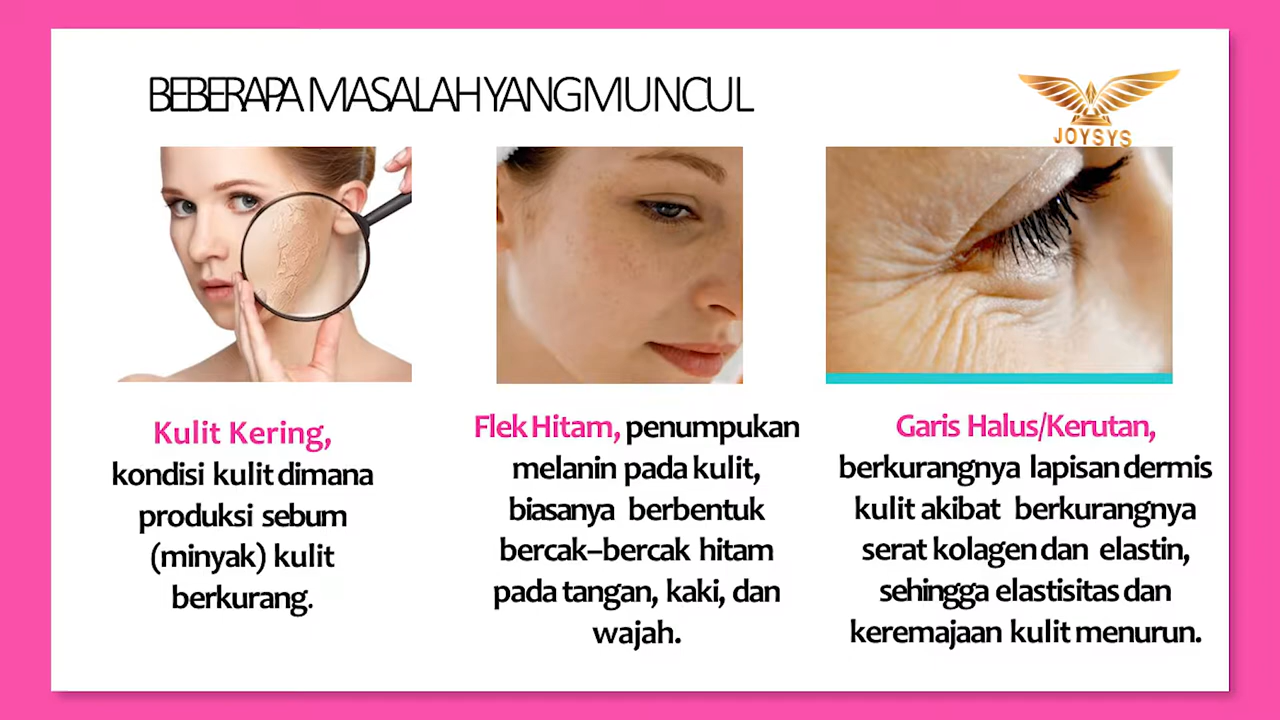 BEBERAPA MASALAH YANG MUNCUL
JOYSYS
Kulit Kering,
kondisi kulit dimana
produksi sebum
(minyak) kulit
berkurang.
Flek Hitam, penumpukan
melanin pada kulit,
biasanya berbentuk
bercak–bercak hitam
pada tangan, kaki, dan
wajah.
Garis Halus/Kerutan,
berkurangnya lapisan dermis
kulit akibat berkurangnya
serat kolagen dan elastin,
sehingga elastisitas dan
keremajaan kulit menurun.